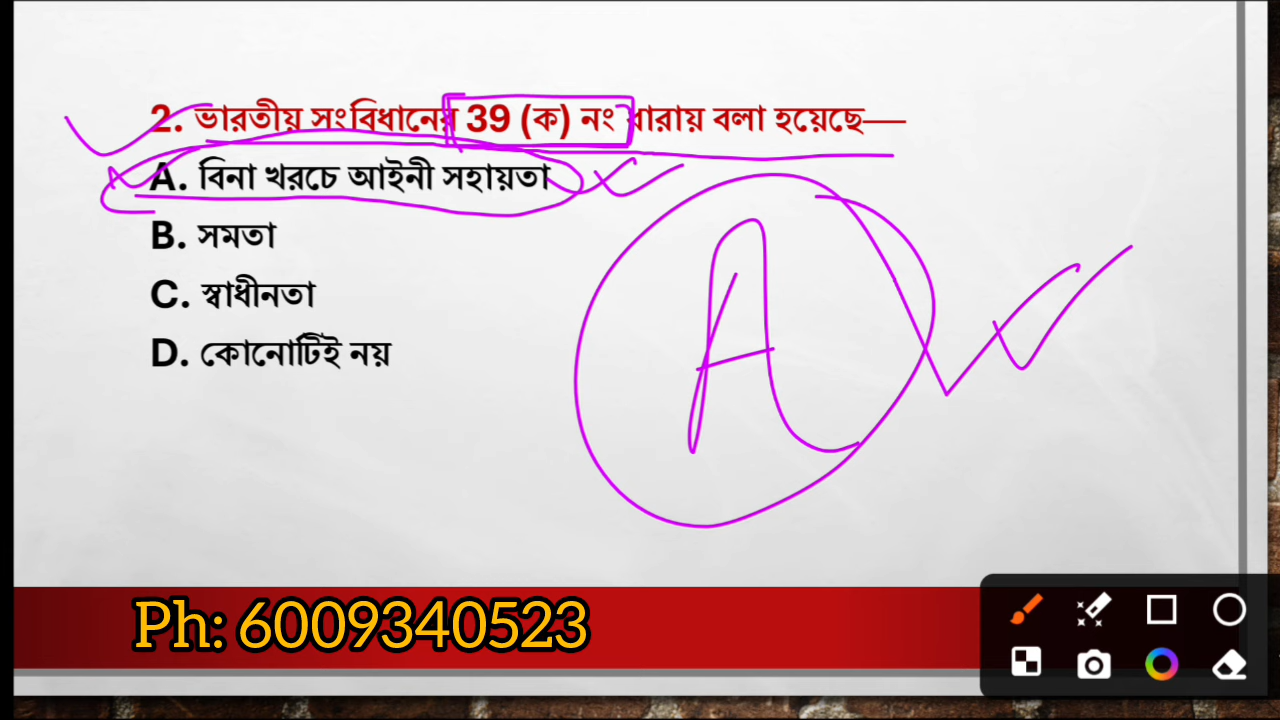 2. ভারতীয় সংবিধানের 39 (ক) নং ধারায় বলা হয়েছে—
A. বিনা খরচে আইনী সহায়তা
B. সমতা
C. স্বাধীনতা
D. কোনোটিই নয়
A
Ph: 6009340523